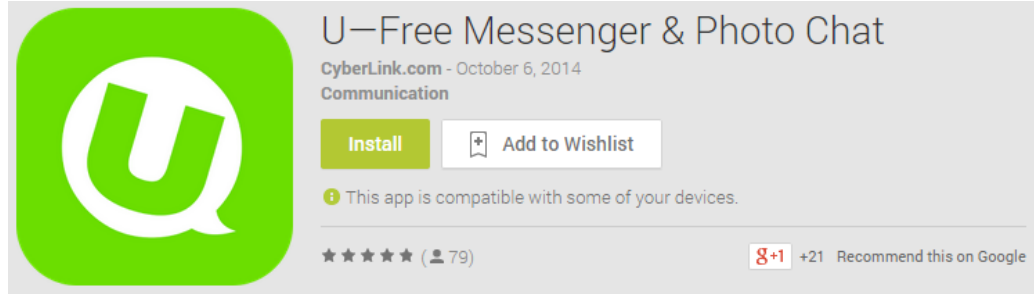 U
U—Free Messenger & Photo Chat
CyberLink.com - October 6, 2014
Communication
Install
Add to Wishlist
This app is compatible with some of your devices.
(79)
g+1 +21 Recommend this on Google